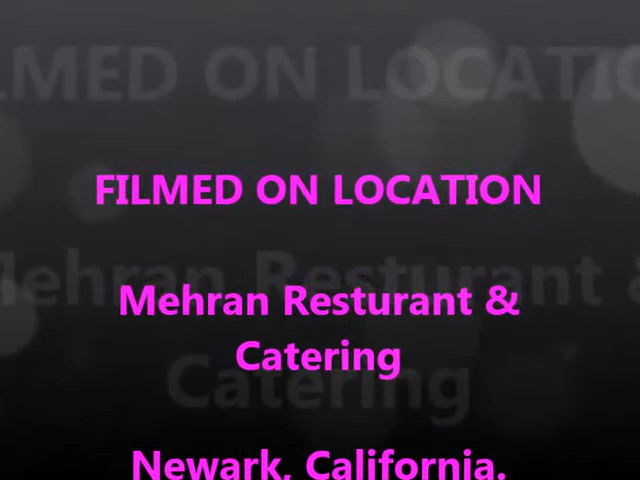 FILMED ON LOCATION
Mehran Resturant &
Catering
Newark, California.